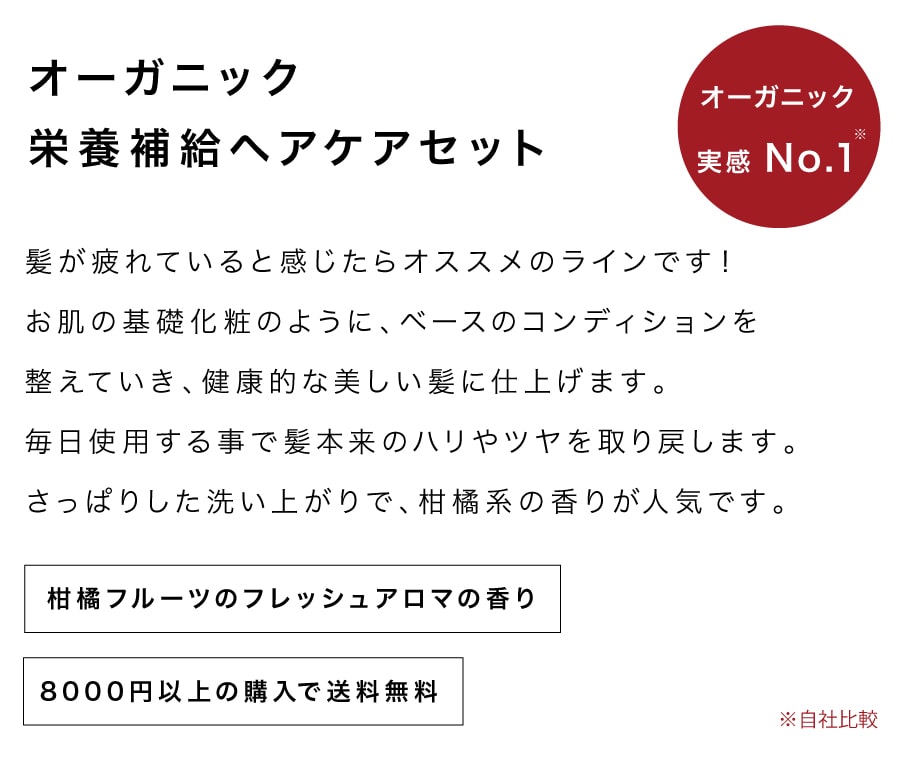 オーガニック
栄養補給ヘアケアセット
オーガニック
実感 No.1※
髪が疲れていると感じたらオススメのラインです！
お肌の基礎化粧のように、ベースのコンディションを
整えていき、健康的な美しい髪に仕上げます。
毎日使用する事で髪本来のハリやツヤを取り戻します。
さっぱりした洗い上がりで、柑橘系の香りが人気です。
柑橘フルーツのフレッシュアロマの香り
8000円以上の購入で送料無料
※自社比較